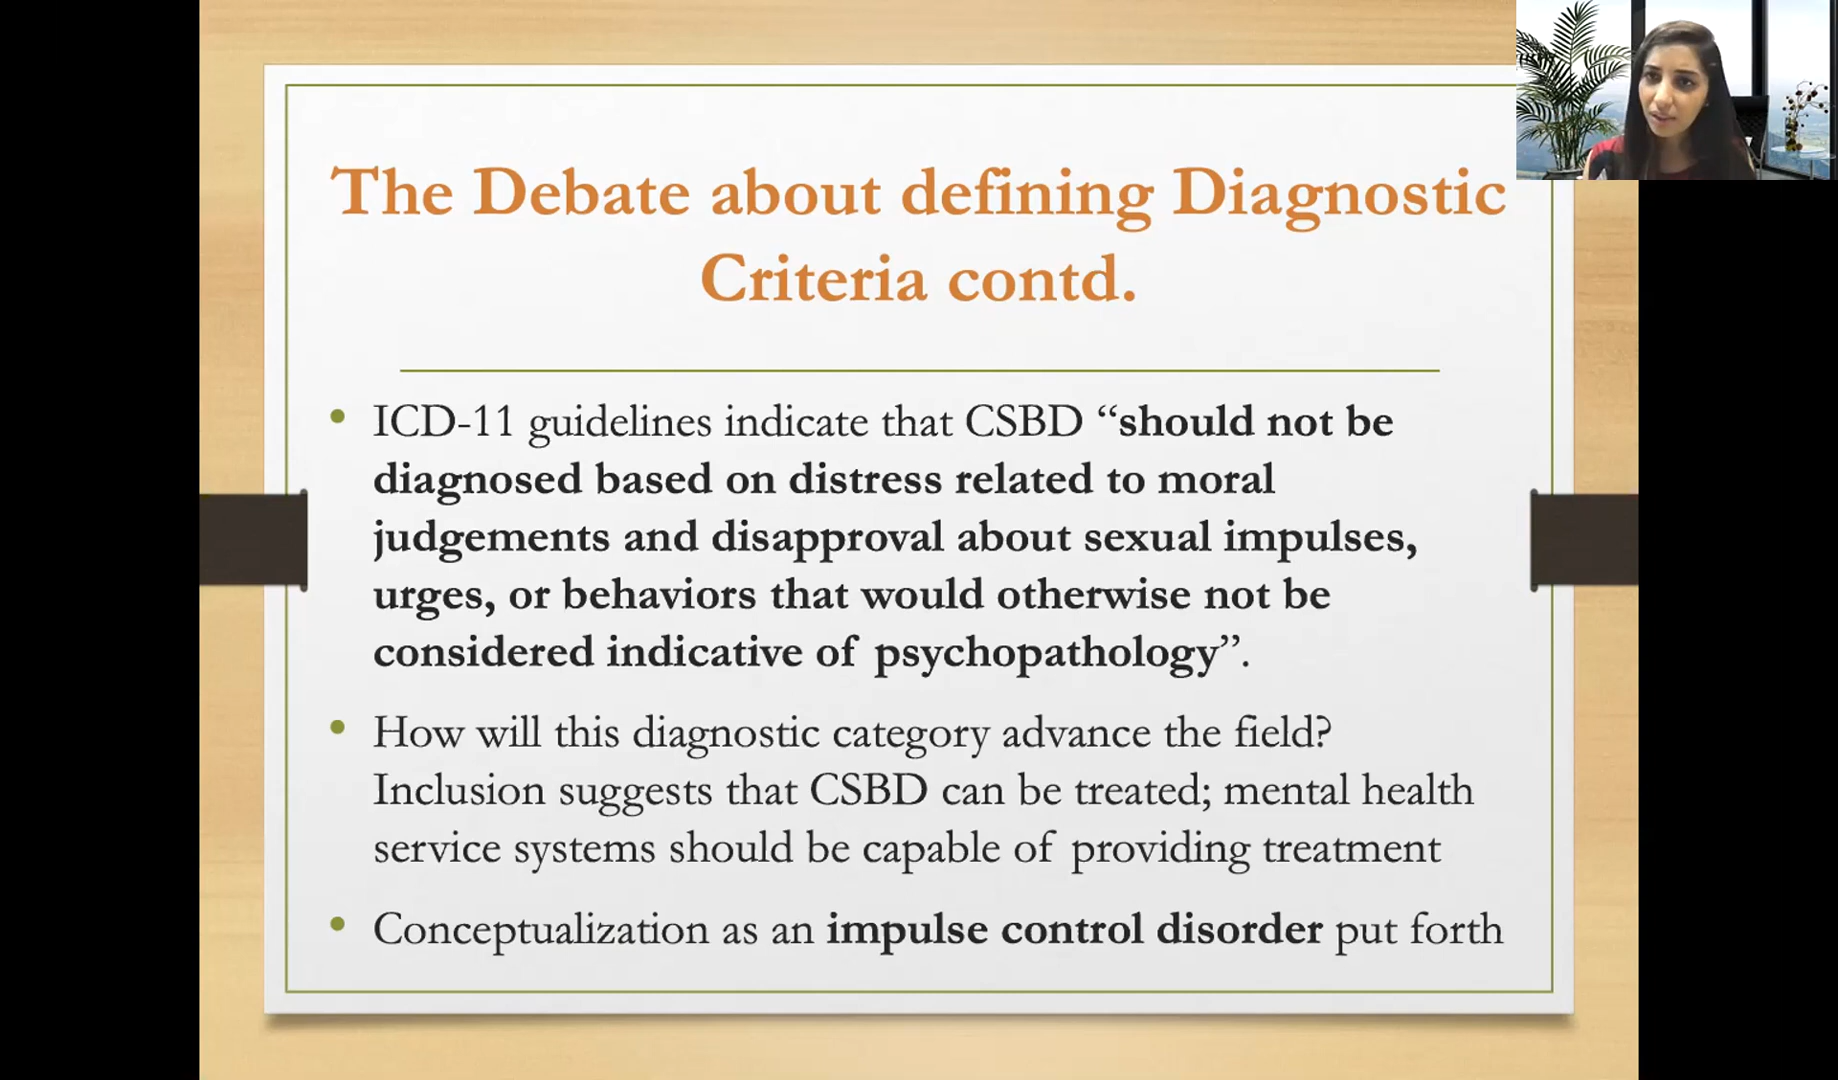 The Debate about defining Diagnostic
Criteria contd.
• ICD-11 guidelines indicate that CSBD “should not be
diagnosed based on distress related to moral
judgements and disapproval about sexual impulses,
urges, or behaviors that would otherwise not be
considered indicative of psychopathology”.
• How will this diagnostic category advance the field?
Inclusion suggests that CSBD can be treated; mental health
service systems should be capable of providing treatment
• Conceptualization as an impulse control disorder put forth